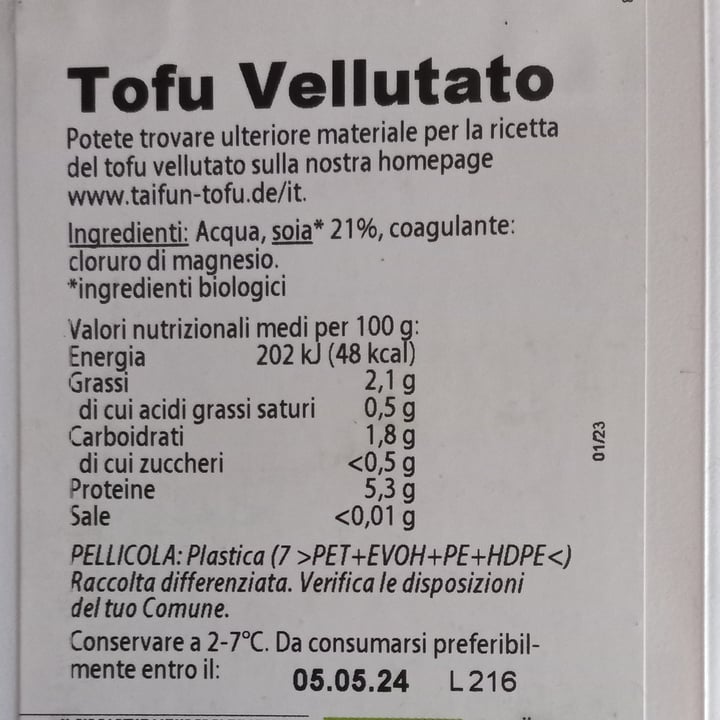 Tofu Vellutato
Potete trovare ulteriore materiale per la ricetta
del tofu vellutato sulla nostra homepage
www.taifun-tofu.de/it.
Ingredienti: Acqua, soia* 21%, coagulante:
cloruro di magnesio.
*ingredienti biologici
Valori nutrizionali medi per 100 g:
Energia 202 kJ (48 kcal)
Grassi 2,1 g
di cui acidi grassi saturi 0,5 g
Carboidrati 1,8 g
di cui zuccheri <0,5 g
Proteine 5,3 g
Sale <0,01 g
01/23
PELLICOLA: Plastica (7 >PET+EVOH+PE+HDPE<)
Raccolta differenziata. Verifica le disposizioni
del tuo Comune.
Conservare a 2-7°C. Da consumarsi preferibil-
mente entro il: 05.05.24 L216